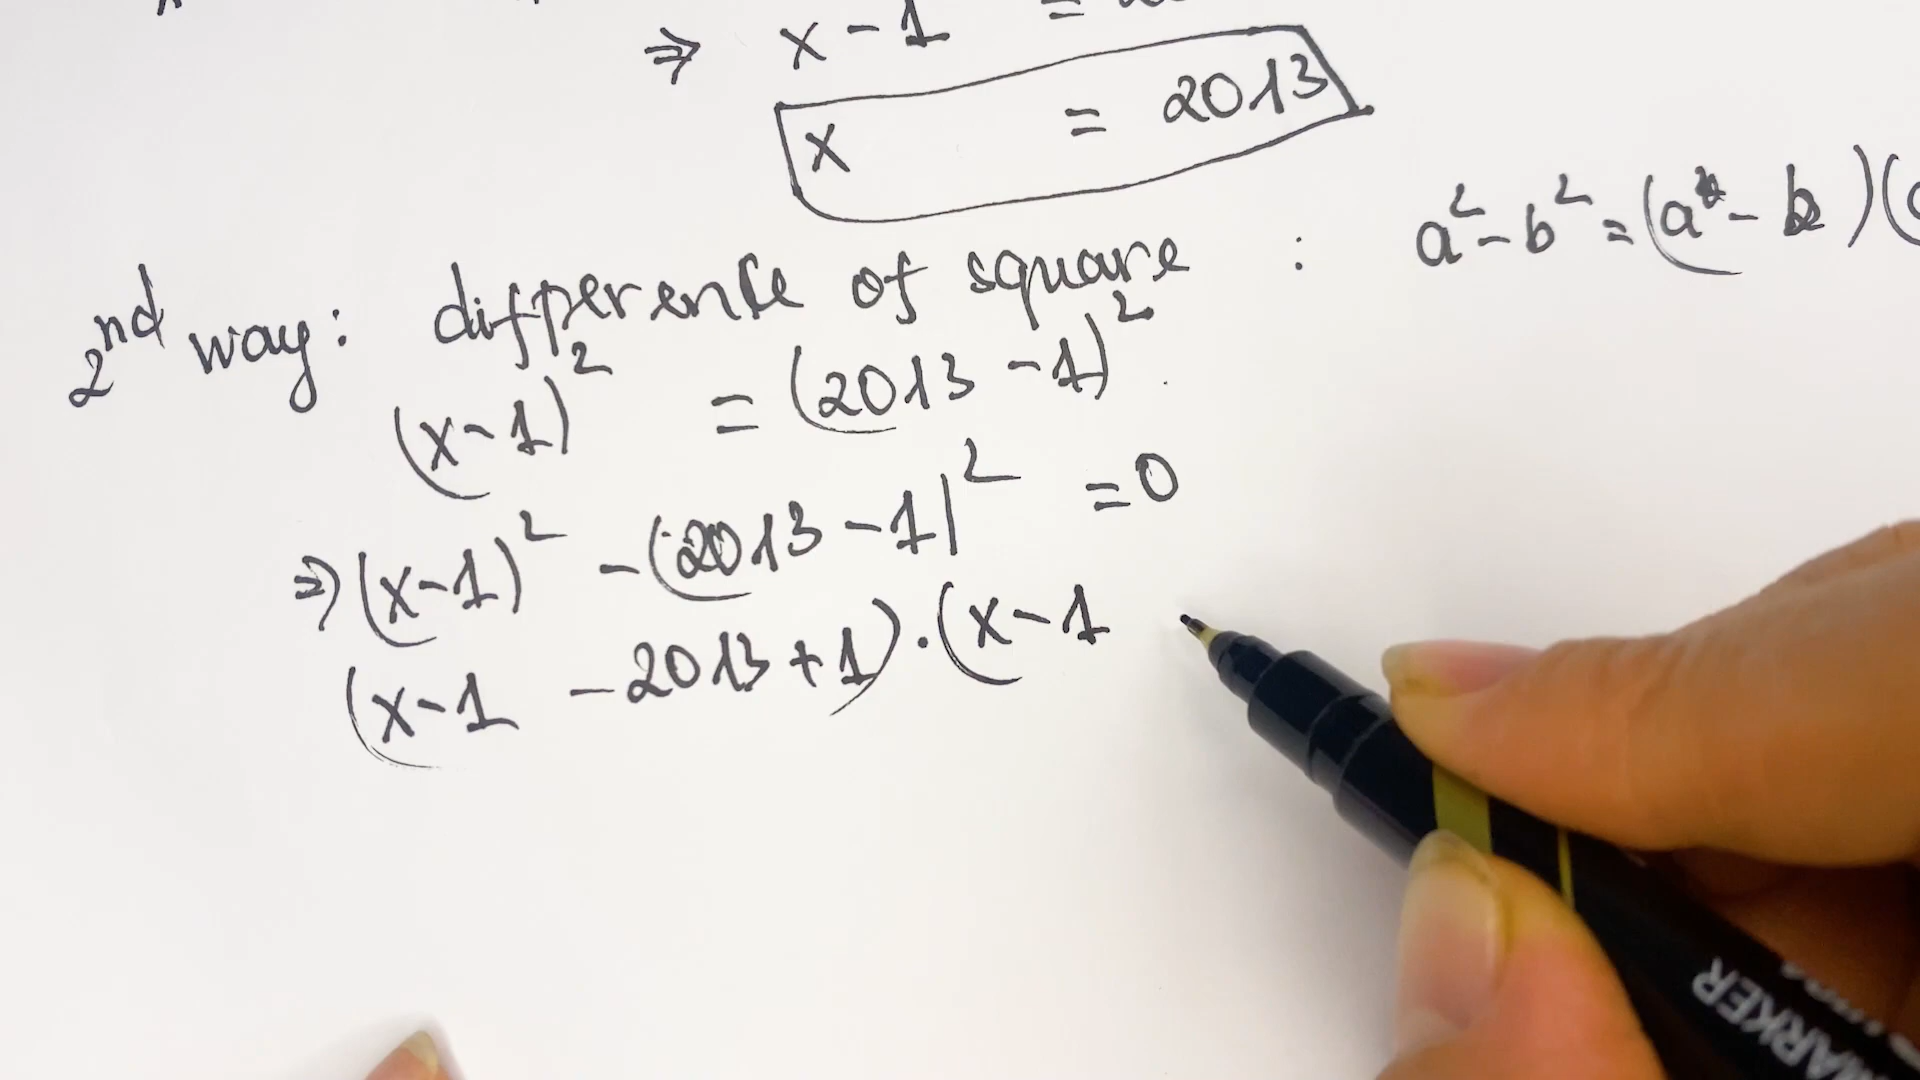 ⇒ x - 1 =
x = 2013
2nd way: difference of square : a² - b² = (a - b)(
(x-1)² = (2013 - 1)²
⇒ (x-1)² - (2013 - 1)² = 0
(x-1 - 2013 + 1) · (x - 1
MARKER